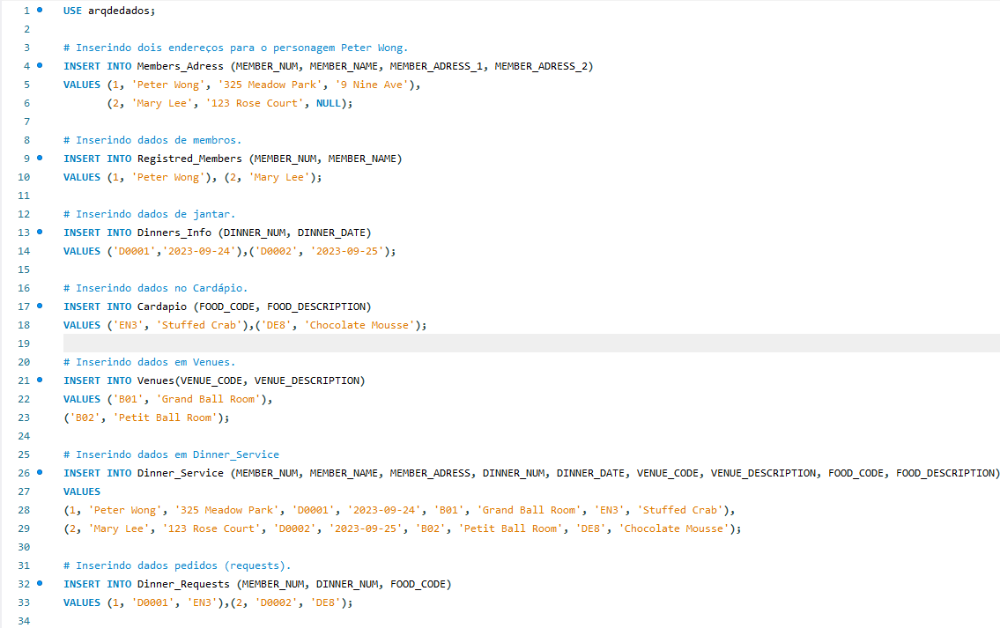 1 USE arqdedados;
2
3 # Inserindo dois endereços para o personagem Peter Wong.
4 INSERT INTO Members_Adress (MEMBER_NUM, MEMBER_NAME, MEMBER_ADRESS_1, MEMBER_ADRESS_2)
5 VALUES (1, 'Peter Wong', '325 Meadow Park', '9 Nine Ave'),
6 (2, 'Mary Lee', '123 Rose Court', NULL);
7
8 # Inserindo dados de membros.
9 INSERT INTO Registred_Members (MEMBER_NUM, MEMBER_NAME)
10 VALUES (1, 'Peter Wong'), (2, 'Mary Lee');
11
12 # Inserindo dados de jantar.
13 INSERT INTO Dinners_Info (DINNER_NUM, DINNER_DATE)
14 VALUES ('D0001','2023-09-24'),('D0002', '2023-09-25');
15
16 # Inserindo dados no Cardápio.
17 INSERT INTO Cardapio (FOOD_CODE, FOOD_DESCRIPTION)
18 VALUES ('EN3', 'Stuffed Crab'),('DE8', 'Chocolate Mousse');
19
20 # Inserindo dados em Venues.
21 INSERT INTO Venues(VENUE_CODE, VENUE_DESCRIPTION)
22 VALUES ('B01', 'Grand Ball Room'),
23 ('B02', 'Petit Ball Room');
24
25 # Inserindo dados em Dinner_Service
26 INSERT INTO Dinner_Service (MEMBER_NUM, MEMBER_NAME, MEMBER_ADRESS, DINNER_NUM, DINNER_DATE, VENUE_CODE, VENUE_DESCRIPTION, FOOD_CODE, FOOD_DESCRIPTION)
27 VALUES
28 (1, 'Peter Wong', '325 Meadow Park', 'D0001', '2023-09-24', 'B01', 'Grand Ball Room', 'EN3', 'Stuffed Crab'),
29 (2, 'Mary Lee', '123 Rose Court', 'D0002', '2023-09-25', 'B02', 'Petit Ball Room', 'DE8', 'Chocolate Mousse');
30
31 # Inserindo dados pedidos (requests).
32 INSERT INTO Dinner_Requests (MEMBER_NUM, DINNER_NUM, FOOD_CODE)
33 VALUES (1, 'D0001', 'EN3'),(2, 'D0002', 'DE8');
34